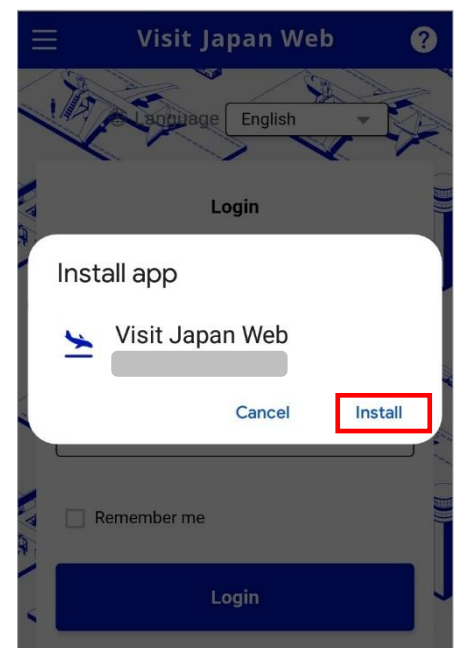 Visit Japan Web ?
Language English
Login
Install app
Visit Japan Web
Cancel Install
Remember me
Login